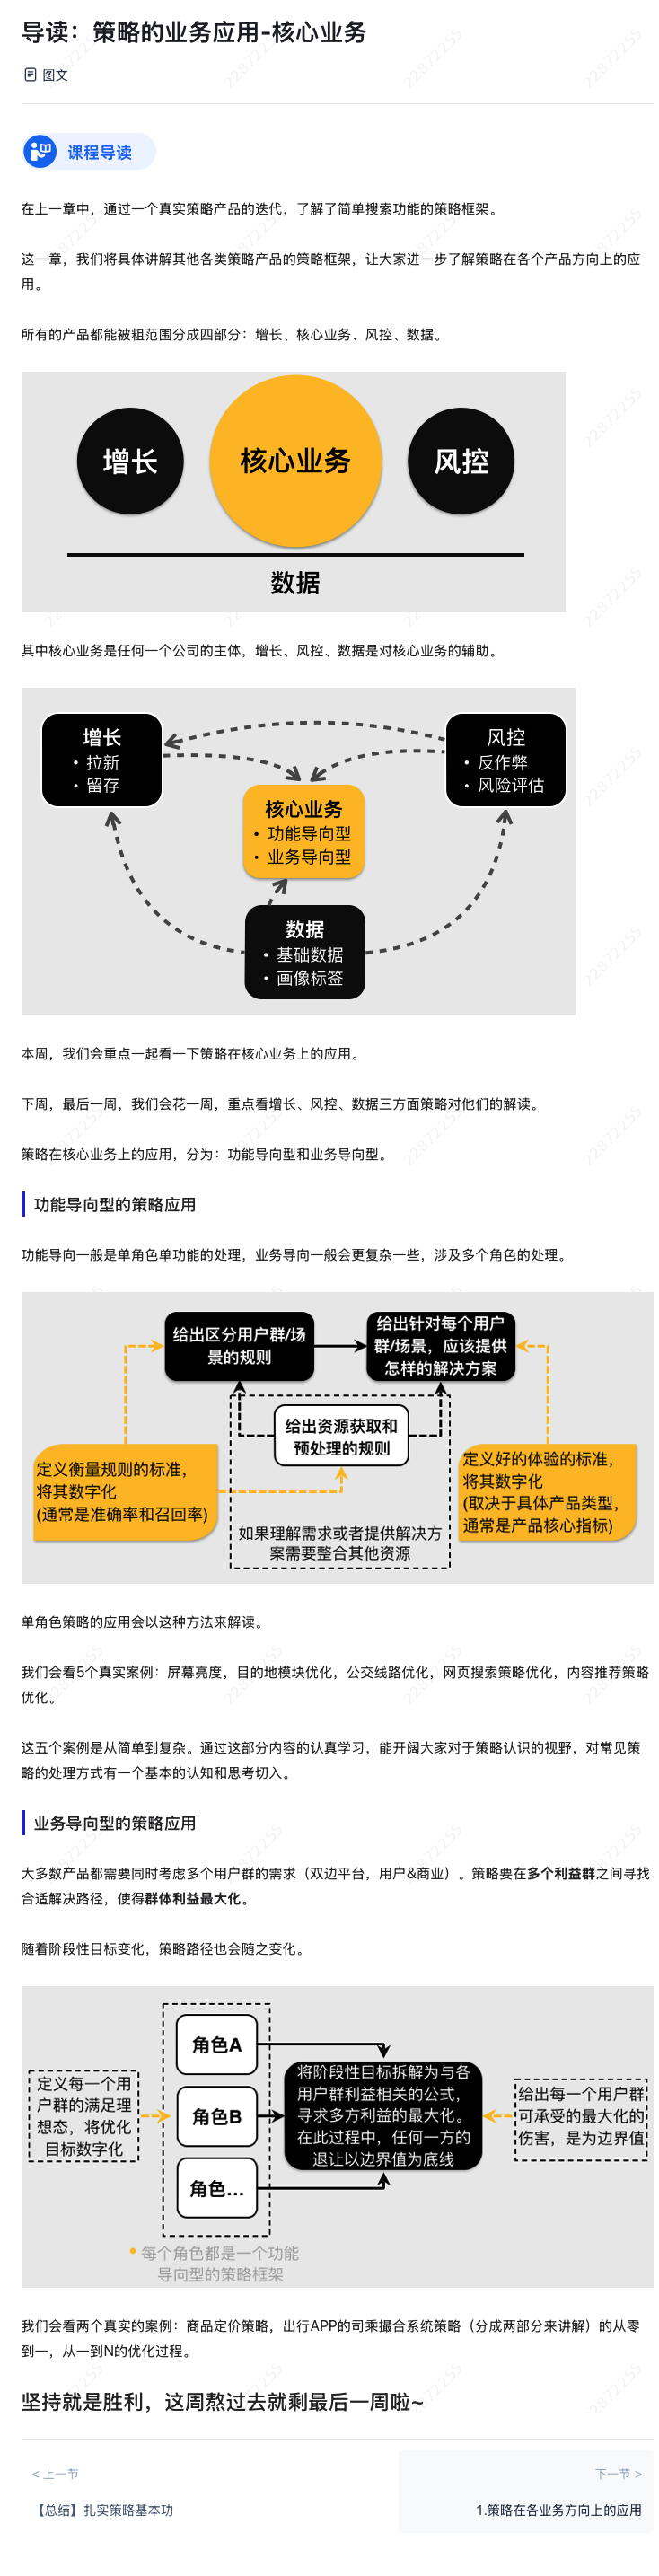 导读：策略的业务应用-核心业务
图文
课程导读
在上一章中，通过一个真实策略产品的迭代，了解了简单搜索功能的策略框架。
这一章，我们将具体讲解其他各类策略产品的策略框架，让大家进一步了解策略在各个产品方向上的应
用。
所有的产品都能被粗范围分成四部分：增长、核心业务、风控、数据。
增长
核心业务
风控
数据
其中核心业务是任何一个公司的主体，增长、风控、数据是对核心业务的辅助。
增长
• 拉新
• 留存
风控
• 反作弊
• 风险评估
核心业务
• 功能导向型
• 业务导向型
数据
• 基础数据
• 画像标签
本周，我们会重点一起看一下策略在核心业务上的应用。
下周，最后一周，我们会花一周，重点看增长、风控、数据三方面策略对他们的解读。
策略在核心业务上的应用，分为：功能导向型和业务导向型。
功能导向型的策略应用
功能导向一般是单角色单功能的处理，业务导向一般会更复杂一些，涉及多个角色的处理。
给出区分用户群/场
景的规则
给出针对每个用户
群/场景，应该提供
怎样的解决方案
给出资源获取和
预处理的规则
定义衡量规则的标准，
将其数字化
(通常是准确率和召回率)
定义好的体验的标准，
将其数字化
(取决于具体产品类型，
通常是产品核心指标)
如果理解需求或者提供解决方
案需要整合其他资源
单角色策略的应用会以这种方法来解读。
我们会看5个真实案例：屏幕亮度，目的地模块优化，公交线路优化，网页搜索策略优化，内容推荐策略
优化。
这五个案例是从简单到复杂。通过这部分内容的认真学习，能开阔大家对于策略认识的视野，对常见策
略的处理方式有一个基本的认知和思考切入。
业务导向型的策略应用
大多数产品都需要同时考虑多个用户群的需求（双边平台，用户&商业）。策略要在多个利益群之间寻找
合适解决路径，使得群体利益最大化。
随着阶段性目标变化，策略路径也会随之变化。
定义每一个用
户群的满足理
想态，将优化
目标数字化
角色A
角色B
角色...
将阶段性目标拆解为与各
用户群利益相关的公式，
寻求多方利益的最大化。
在此过程中，任何一方的
退让以边界值为底线
给出每一个用户群
可承受的最大化的
伤害，是为边界值
• 每个角色都是一个功能
导向型的策略框架
我们会看两个真实的案例：商品定价策略，出行APP的司乘撮合系统策略（分成两部分来讲解）的从零
到一，从一到N的优化过程。
坚持就是胜利，这周熬过去就剩最后一周啦~
< 上一节
下一节 >
【总结】扎实策略基本功
1.策略在各业务方向上的应用
22872255